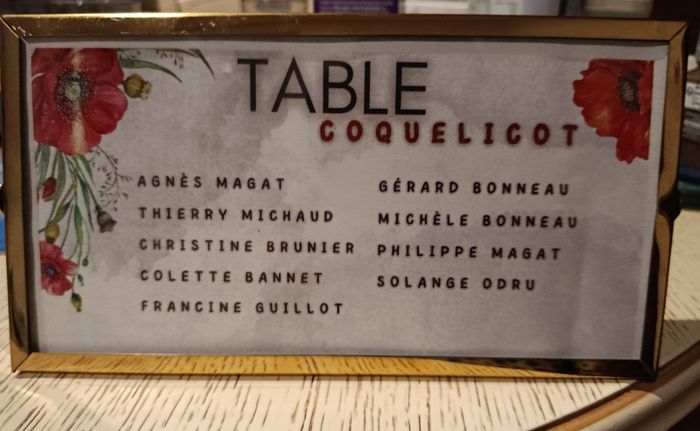 TABLE
COQUELICOT
AGNÈS MAGAT
THIERRY MICHAUD
CHRISTINE BRUNIER
COLETTE BANNET
FRANCINE GUILLOT
GÉRARD BONNEAU
MICHÈLE BONNEAU
PHILIPPE MAGAT
SOLANGE ODRU